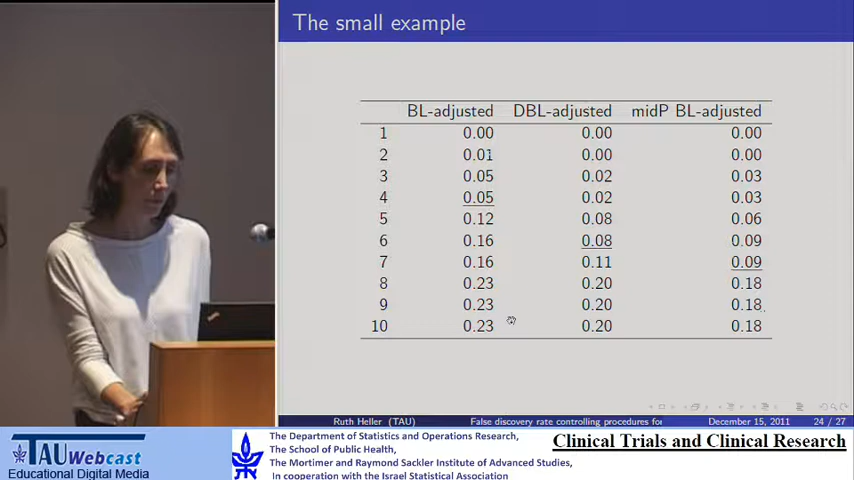 The small example
BL-adjusted DBL-adjusted midP BL-adjusted
1 0.00 0.00 0.00
2 0.01 0.00 0.00
3 0.05 0.02 0.03
4 0.05 0.02 0.03
5 0.12 0.08 0.06
6 0.16 0.08 0.09
7 0.16 0.11 0.09
8 0.23 0.20 0.18
9 0.23 0.20 0.18
10 0.23 0.20 0.18
Ruth Heller (TAU) False discovery rate controlling procedures for December 15, 2011 24 / 27
TAU Webcast
Educational Digital Media
The Department of Statistics and Operations Research,
The School of Public Health,
The Mortimer and Raymond Sackler Institute of Advanced Studies,
In cooperation with the Israel Statistical Association
Clinical Trials and Clinical Research